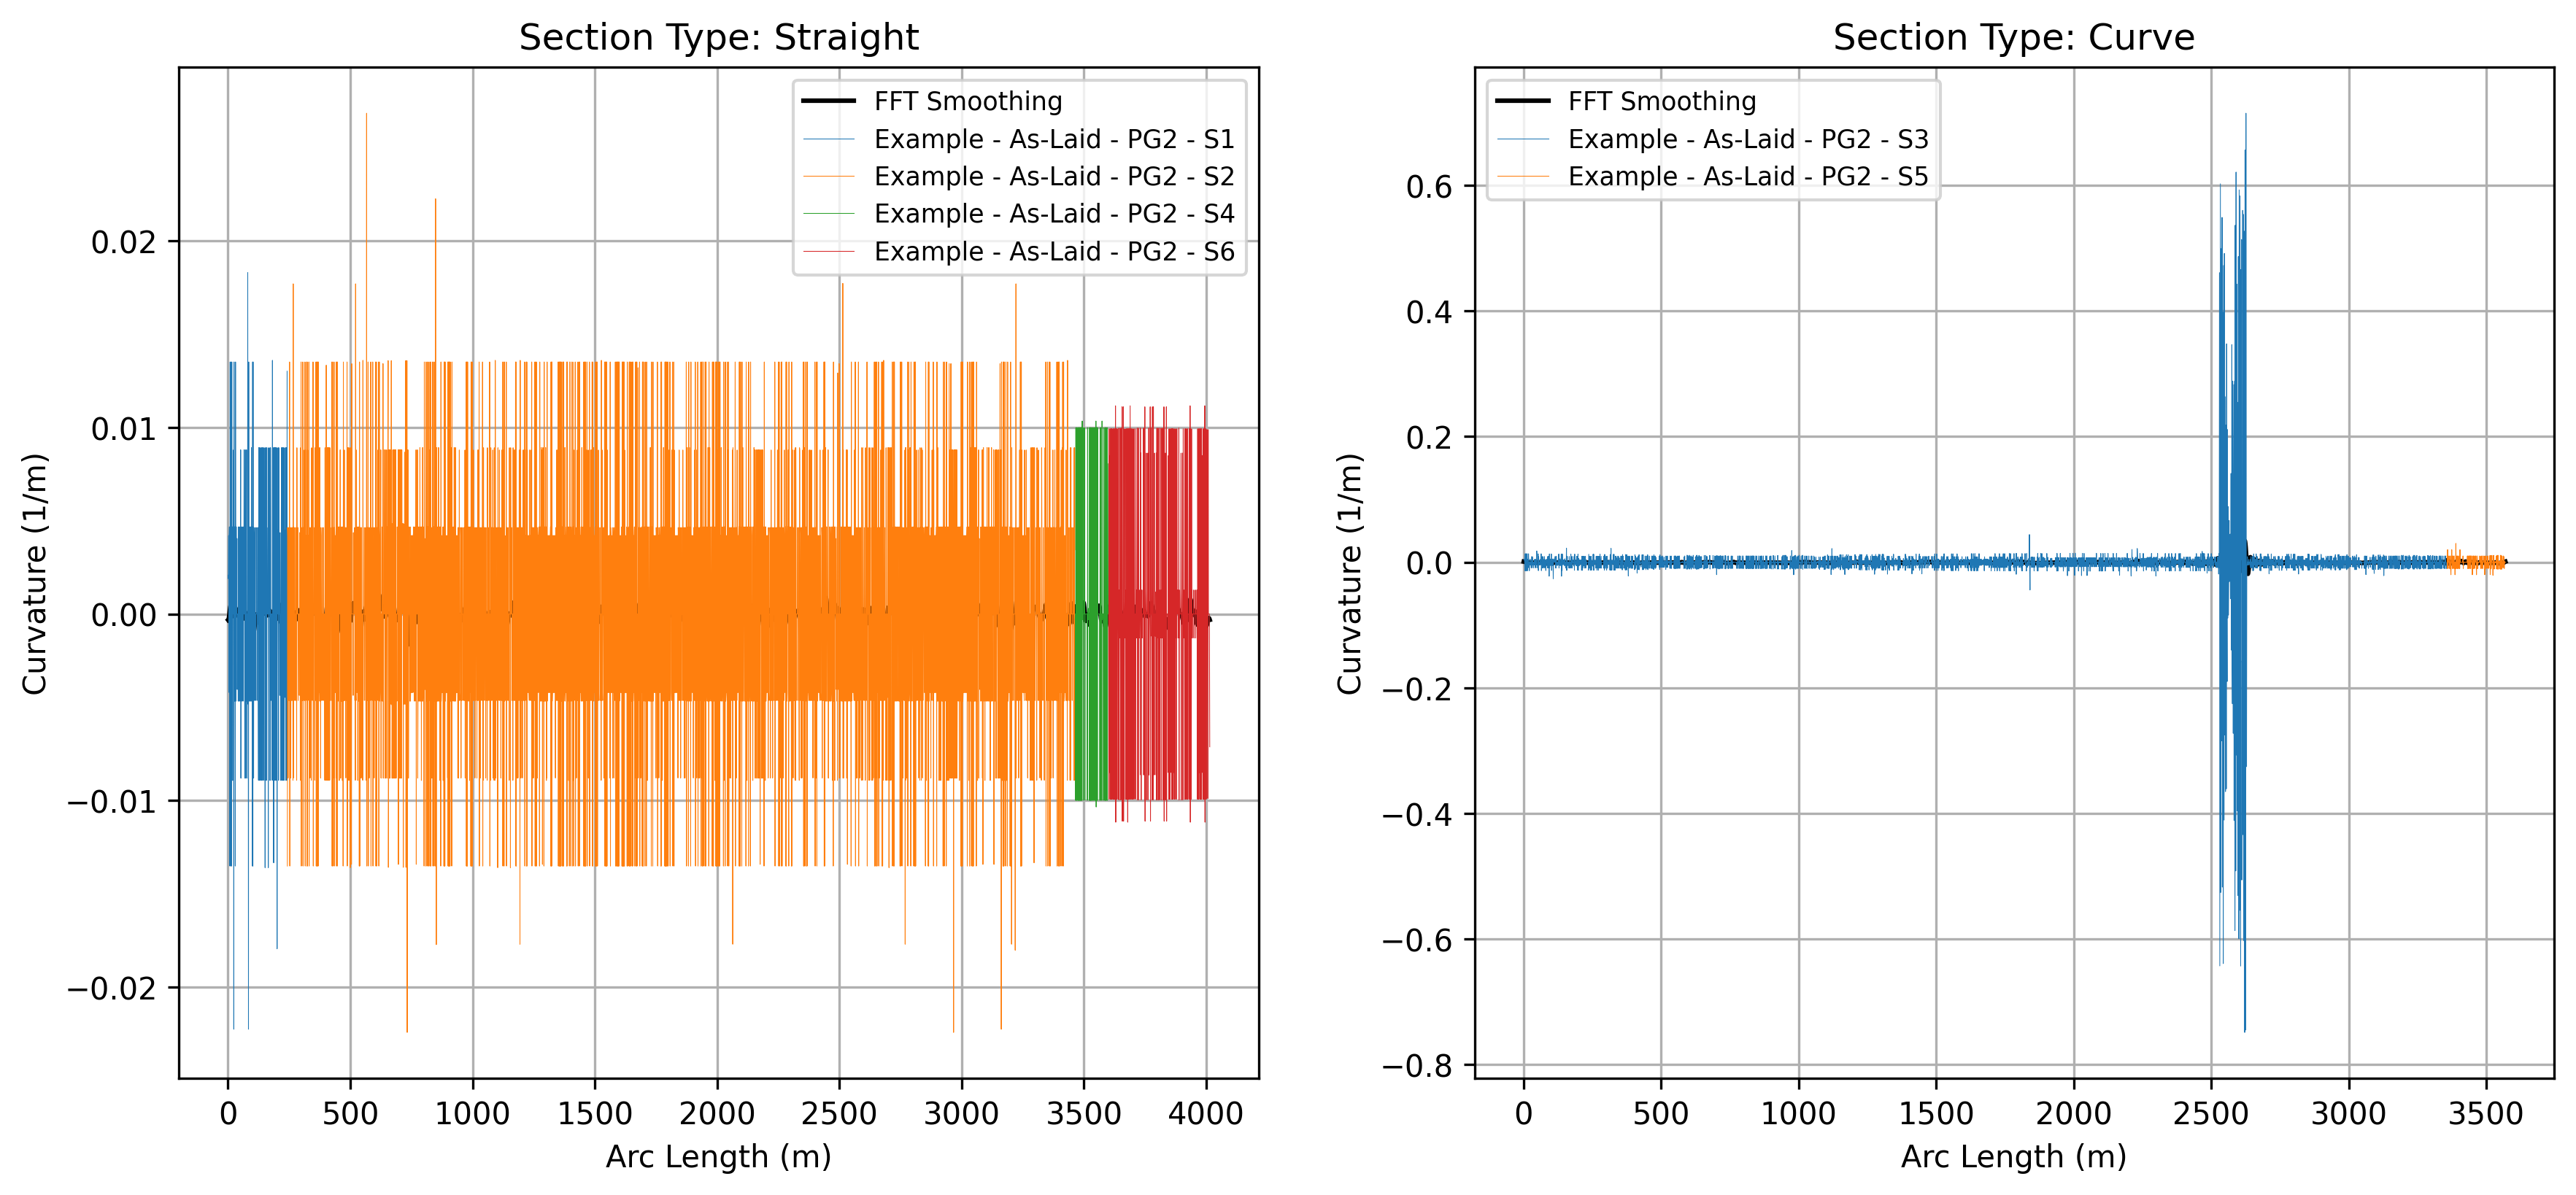 Section Type: Straight
FFT Smoothing
Example - As-Laid - PG2 - S1
Example - As-Laid - PG2 - S2
Example - As-Laid - PG2 - S4
Example - As-Laid - PG2 - S6
0.02
0.01
0.00
−0.01
−0.02
Curvature (1/m)
0 500 1000 1500 2000 2500 3000 3500 4000
Arc Length (m)
Section Type: Curve
FFT Smoothing
Example - As-Laid - PG2 - S3
Example - As-Laid - PG2 - S5
0.6
0.4
0.2
0.0
−0.2
−0.4
−0.6
−0.8
Curvature (1/m)
0 500 1000 1500 2000 2500 3000 3500
Arc Length (m)